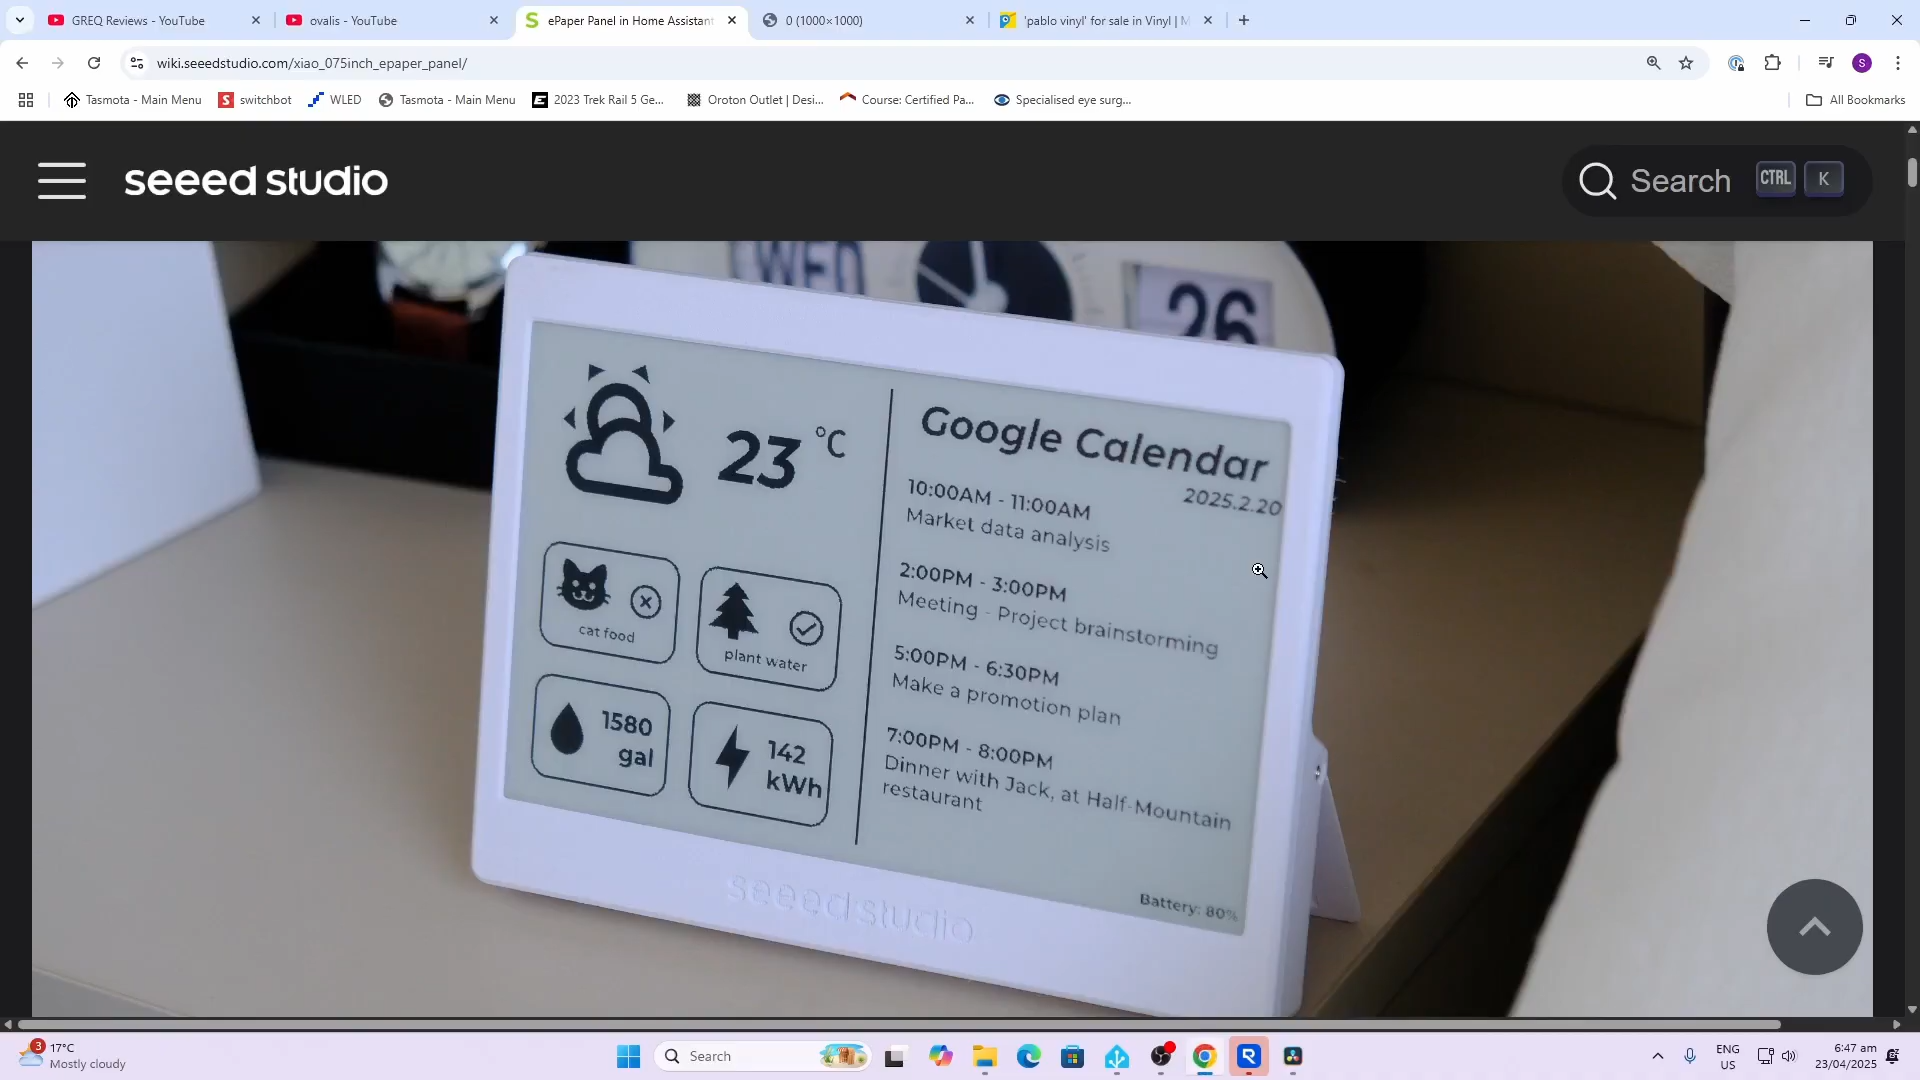 GREQ Reviews - YouTube
ovalis - YouTube
ePaper Panel in Home Assistant
0 (1000×1000)
'pablo vinyl' for sale in Vinyl | M
wiki.seeedstudio.com/xiao_075inch_epaper_panel/
S
Tasmota - Main Menu
switchbot
WLED
Tasmota - Main Menu
2023 Trek Rail 5 Ge...
Oroton Outlet | Desi...
Course: Certified Pa...
Specialised eye surg...
All Bookmarks
seeed studio
Search
CTRL
K
WED
26
23 °C
Google Calendar
2025.2.20
10:00AM - 11:00AM
Market data analysis
2:00PM - 3:00PM
Meeting - Project brainstorming
5:00PM - 6:30PM
Make a promotion plan
7:00PM - 8:00PM
Dinner with Jack, at Half-Mountain
restaurant
cat food
plant water
1580
gal
142
kWh
Battery: 80%
seeed studio
3
17°C
Mostly cloudy
Search
ENG
US
6:47 am
23/04/2025